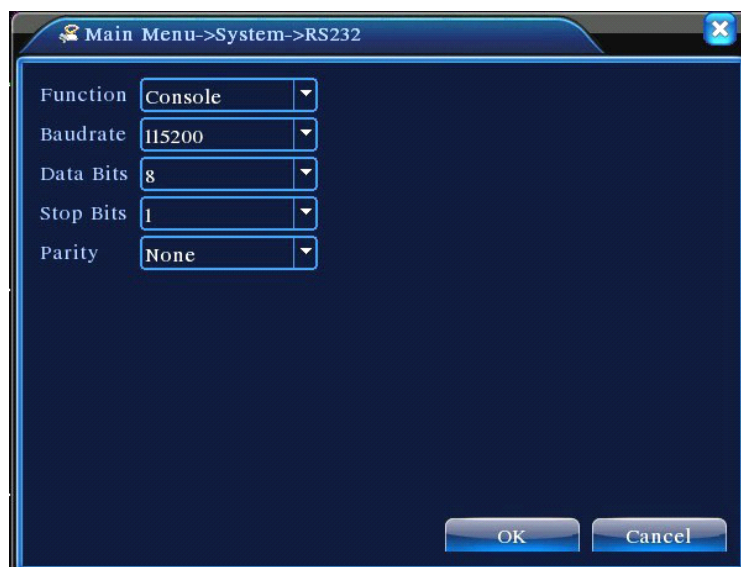 Main Menu->System->RS232
Function Console
Baudrate 115200
Data Bits 8
Stop Bits 1
Parity None
OK Cancel